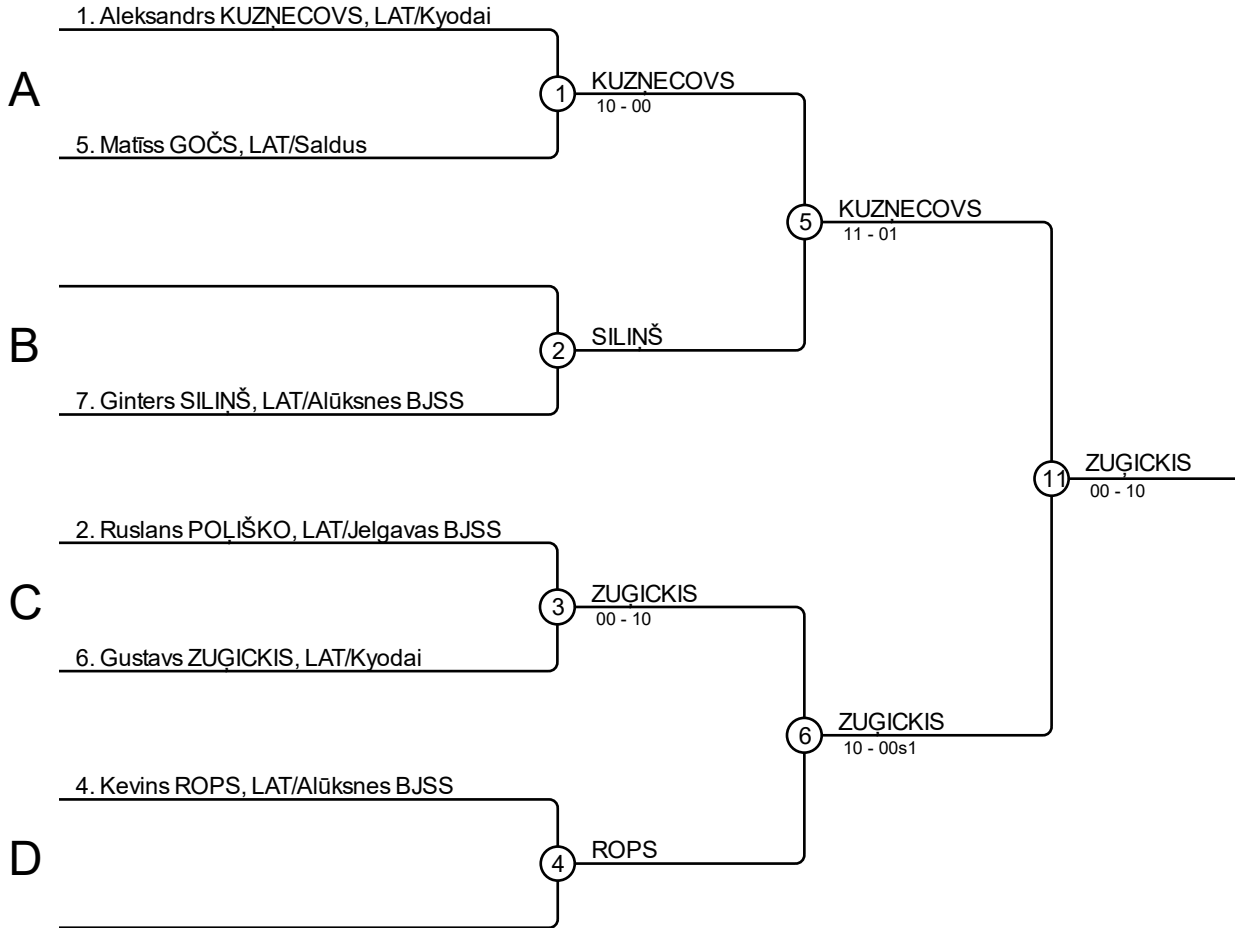 1. Aleksandrs KUZŅECOVS, LAT/Kyodai
A
1
KUZŅECOVS
10 - 00
5. Matīss GOČS, LAT/Saldus
5
KUZŅECOVS
11 - 01
B
2
SILIŅŠ
7. Ginters SILIŅŠ, LAT/Alūksnes BJSS
11
ZUĢICKIS
00 - 10
2. Ruslans POĻIŠKO, LAT/Jelgavas BJSS
C
3
ZUĢICKIS
00 - 10
6. Gustavs ZUĢICKIS, LAT/Kyodai
6
ZUĢICKIS
10 - 00s1
4. Kevins ROPS, LAT/Alūksnes BJSS
D
4
ROPS